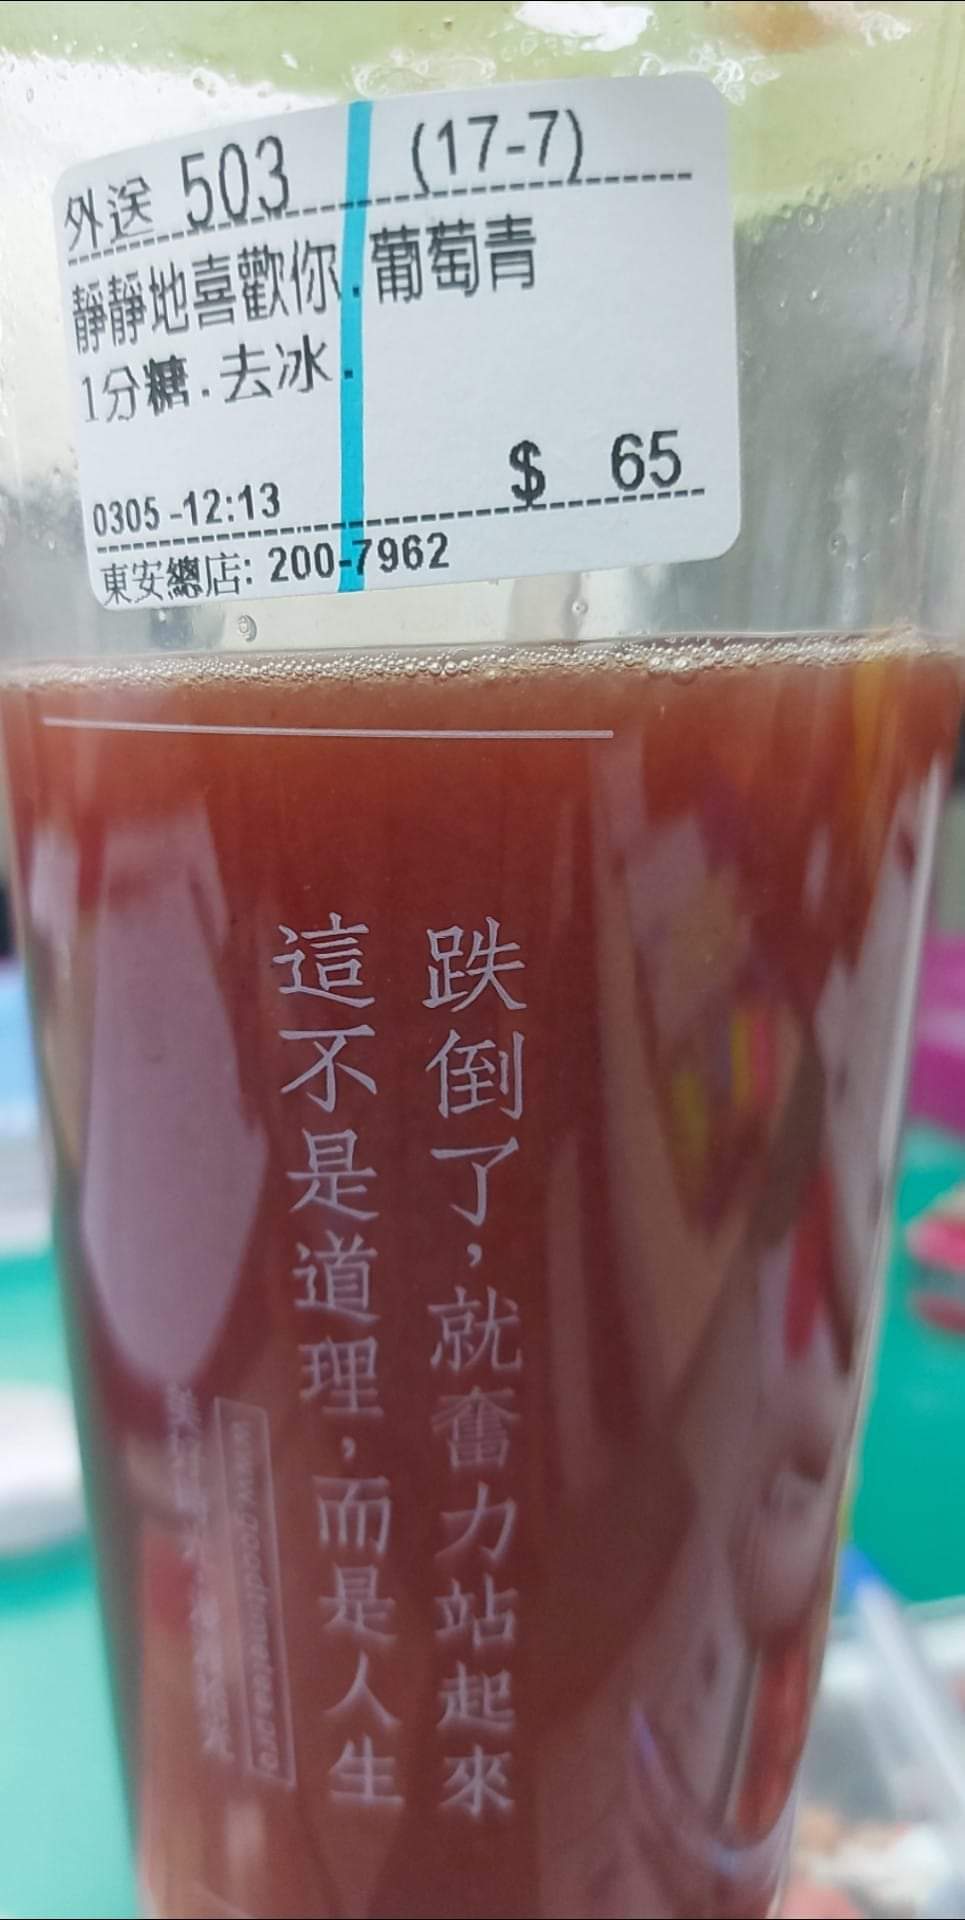 外送 503 (17-7)
靜靜地喜歡你.葡萄青
1分糖.去冰.
$ 65
0305-12:13
東安總店: 200-7962
跌倒了，就奮力站起來
這不是道理，而是人生